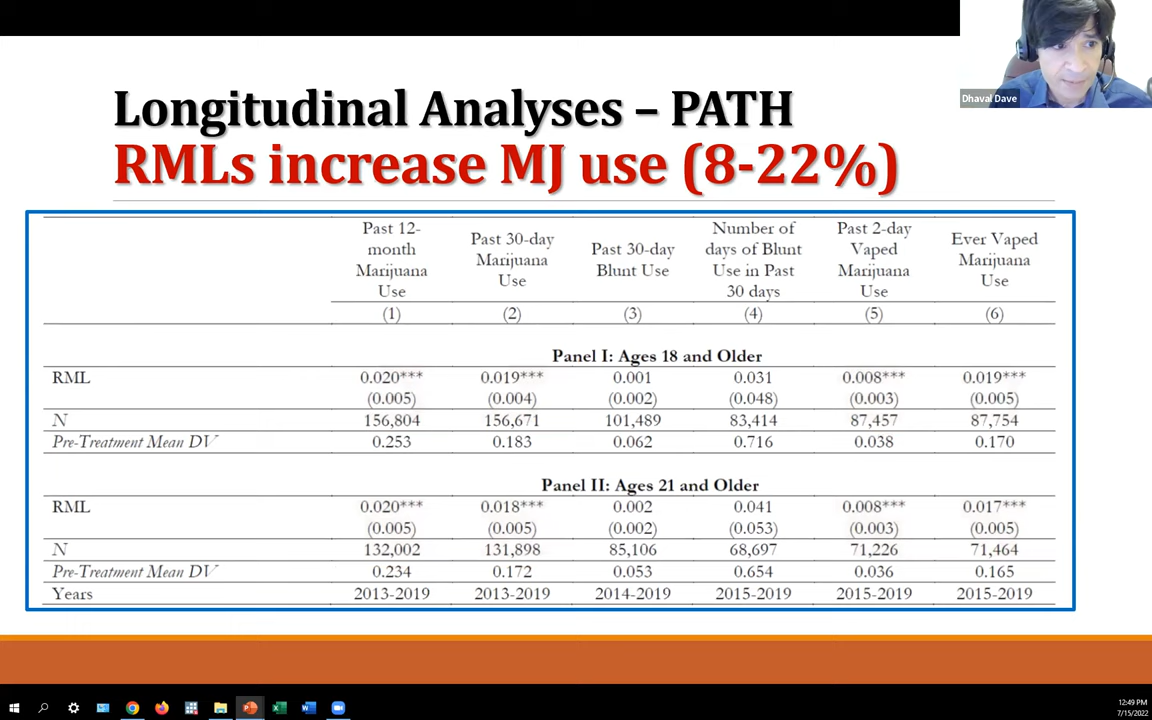 Dhaval Dave
Longitudinal Analyses – PATH
RMLs increase MJ use (8-22%)
Past 12-month Marijuana Use
Past 30-day Marijuana Use
Past 30-day Blunt Use
Number of days of Blunt Use in Past 30 days
Past 2-day Vaped Marijuana Use
Ever Vaped Marijuana Use
(1) (2) (3) (4) (5) (6)
Panel I: Ages 18 and Older
RML 0.020*** 0.019*** 0.001 0.031 0.008*** 0.019***
(0.005) (0.004) (0.002) (0.048) (0.003) (0.005)
N 156,804 156,671 101,489 83,414 87,457 87,754
Pre-Treatment Mean DV 0.253 0.183 0.062 0.716 0.038 0.170
Panel II: Ages 21 and Older
RML 0.020*** 0.018*** 0.002 0.041 0.008*** 0.017***
(0.005) (0.005) (0.002) (0.053) (0.003) (0.005)
N 132,002 131,898 85,106 68,697 71,226 71,464
Pre-Treatment Mean DV 0.234 0.172 0.053 0.654 0.036 0.165
Years 2013-2019 2013-2019 2014-2019 2015-2019 2015-2019 2015-2019
12:49 PM
7/15/2022